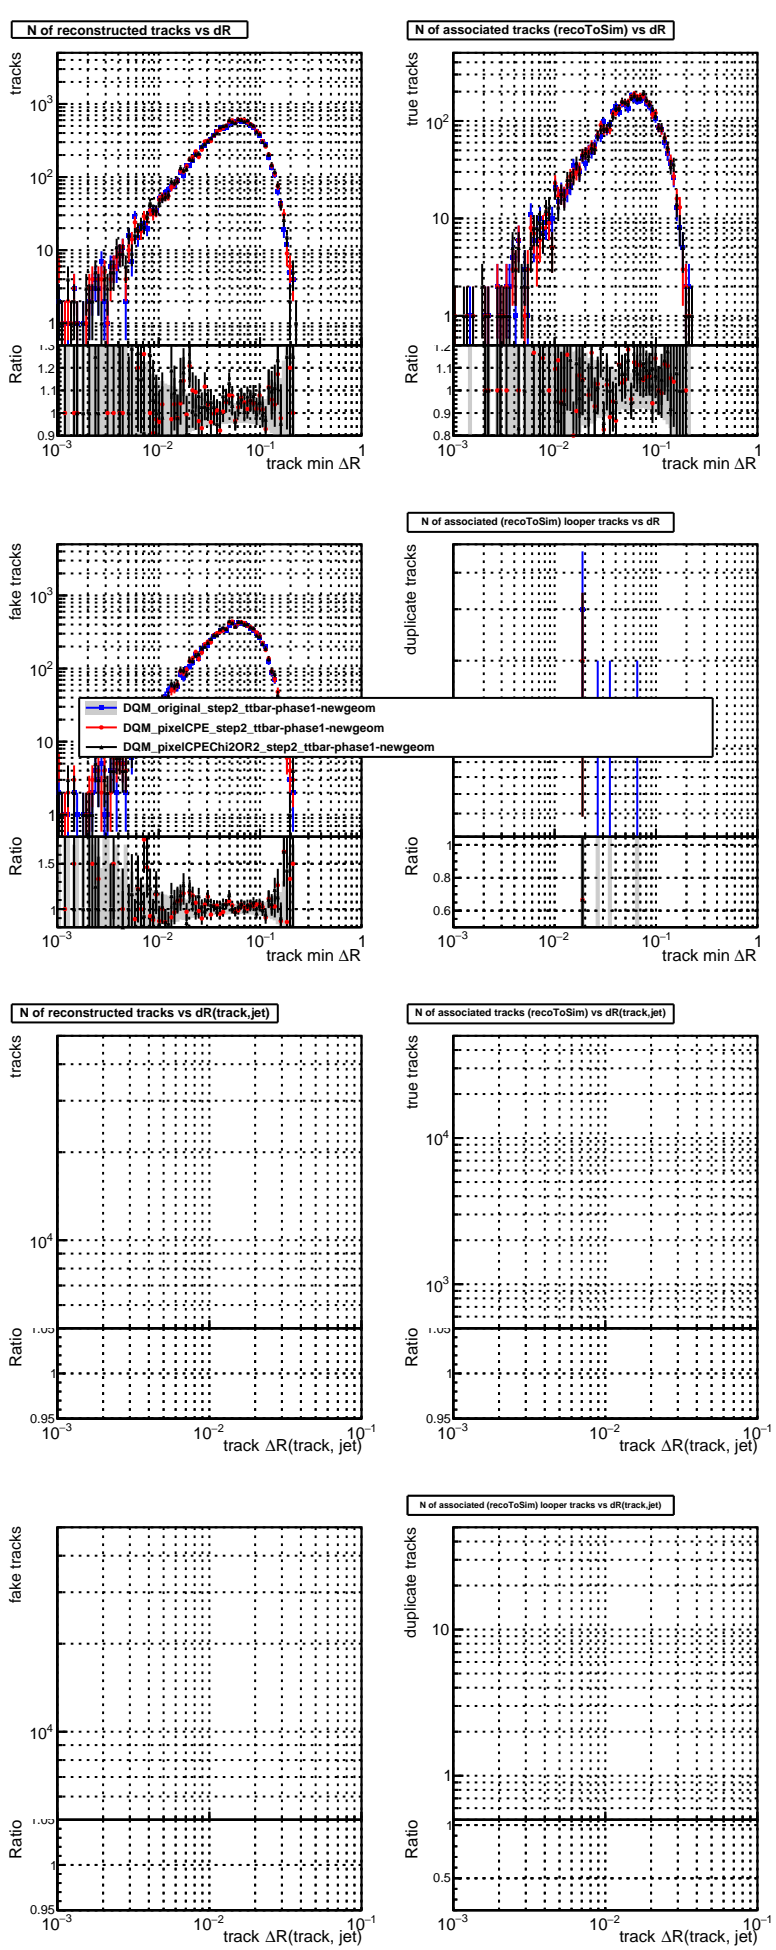 N of reconstructed tracks vs dR
N of associated tracks (recoToSim) vs dR
tracks
10³
10²
10
1
true tracks
10²
10
1
Ratio
1.3
1.2
1.1
1
0.9
Ratio
1.2
1.1
1
0.9
0.8
10⁻³ 10⁻² 10⁻¹ 1
track min ΔR
10⁻³ 10⁻² 10⁻¹ 1
track min ΔR
N of associated (recoToSim) looper tracks vs dR
fake tracks
10³
10²
10
1
duplicate tracks
DQM_original_step2_ttbar-phase1-newgeom
DQM_pixelCPE_step2_ttbar-phase1-newgeom
DQM_pixelCPEChi2OR2_step2_ttbar-phase1-newgeom
Ratio
1.5
1
Ratio
1
0.8
0.6
10⁻³ 10⁻² 10⁻¹ 1
track min ΔR
10⁻³ 10⁻² 10⁻¹ 1
track min ΔR
N of reconstructed tracks vs dR(track,jet)
N of associated tracks (recoToSim) vs dR(track,jet)
tracks
10⁴
true tracks
10⁴
10³
Ratio
1.05
1
0.95
Ratio
1.05
1
0.95
10⁻³ 10⁻² 10⁻¹
track ΔR(track, jet)
10⁻³ 10⁻² 10⁻¹
track ΔR(track, jet)
N of associated (recoToSim) looper tracks vs dR(track,jet)
fake tracks
10⁴
duplicate tracks
10
1
Ratio
1.05
1
0.95
Ratio
1
0.5
10⁻³ 10⁻² 10⁻¹
track ΔR(track, jet)
10⁻³ 10⁻² 10⁻¹
track ΔR(track, jet)